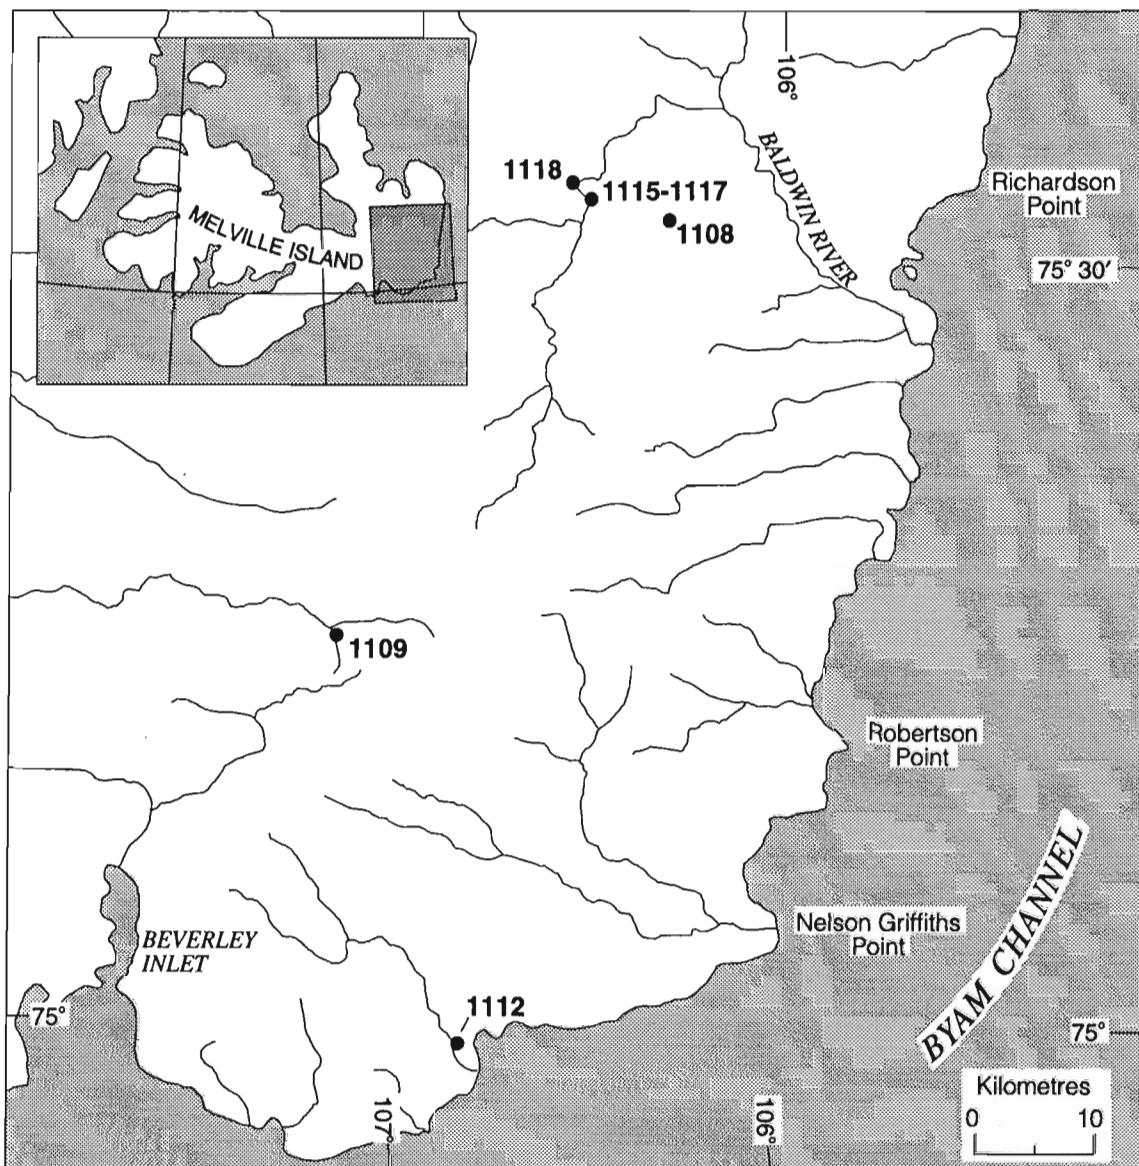 106°
MELVILLE ISLAND
1118
1115-1117
1108
BALDWIN RIVER
Richardson
Point
75° 30′
1109
Robertson
Point
BEVERLEY
INLET
Nelson Griffiths
Point
BYAM CHANNEL
1112
75°
75°
Kilometres
0 10
107°
106°